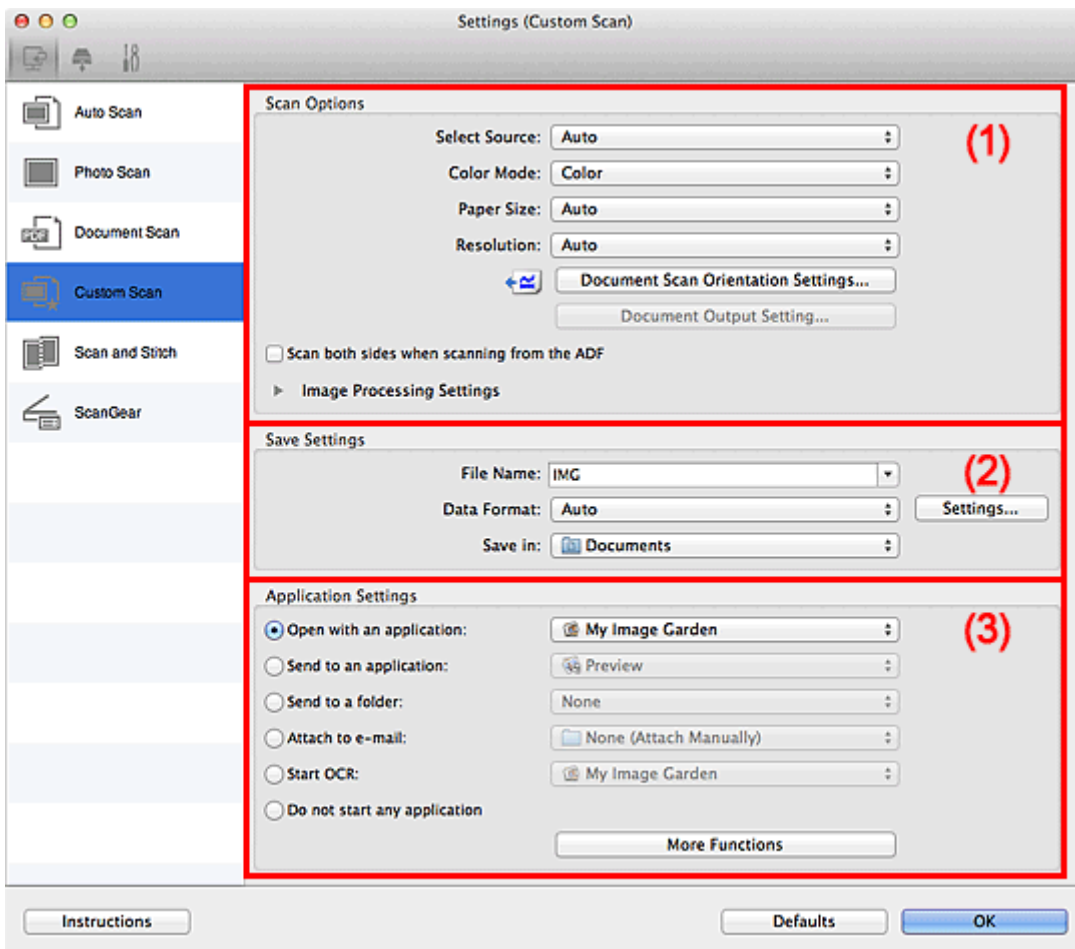 Settings (Custom Scan)
Auto Scan
Photo Scan
PDF
Document Scan
Custom Scan
Scan and Stitch
ScanGear
Scan Options
(1)
Select Source: Auto
Color Mode: Color
Paper Size: Auto
Resolution: Auto
R
Document Scan Orientation Settings...
Document Output Setting...
Scan both sides when scanning from the ADF
Image Processing Settings
Save Settings
(2)
File Name: IMG
Data Format: Auto Settings...
Save in: Documents
Application Settings
(3)
Open with an application: My Image Garden
Send to an application: Preview
Send to a folder: None
Attach to e-mail: None (Attach Manually)
Start OCR: My Image Garden
Do not start any application
More Functions
Instructions Defaults OK